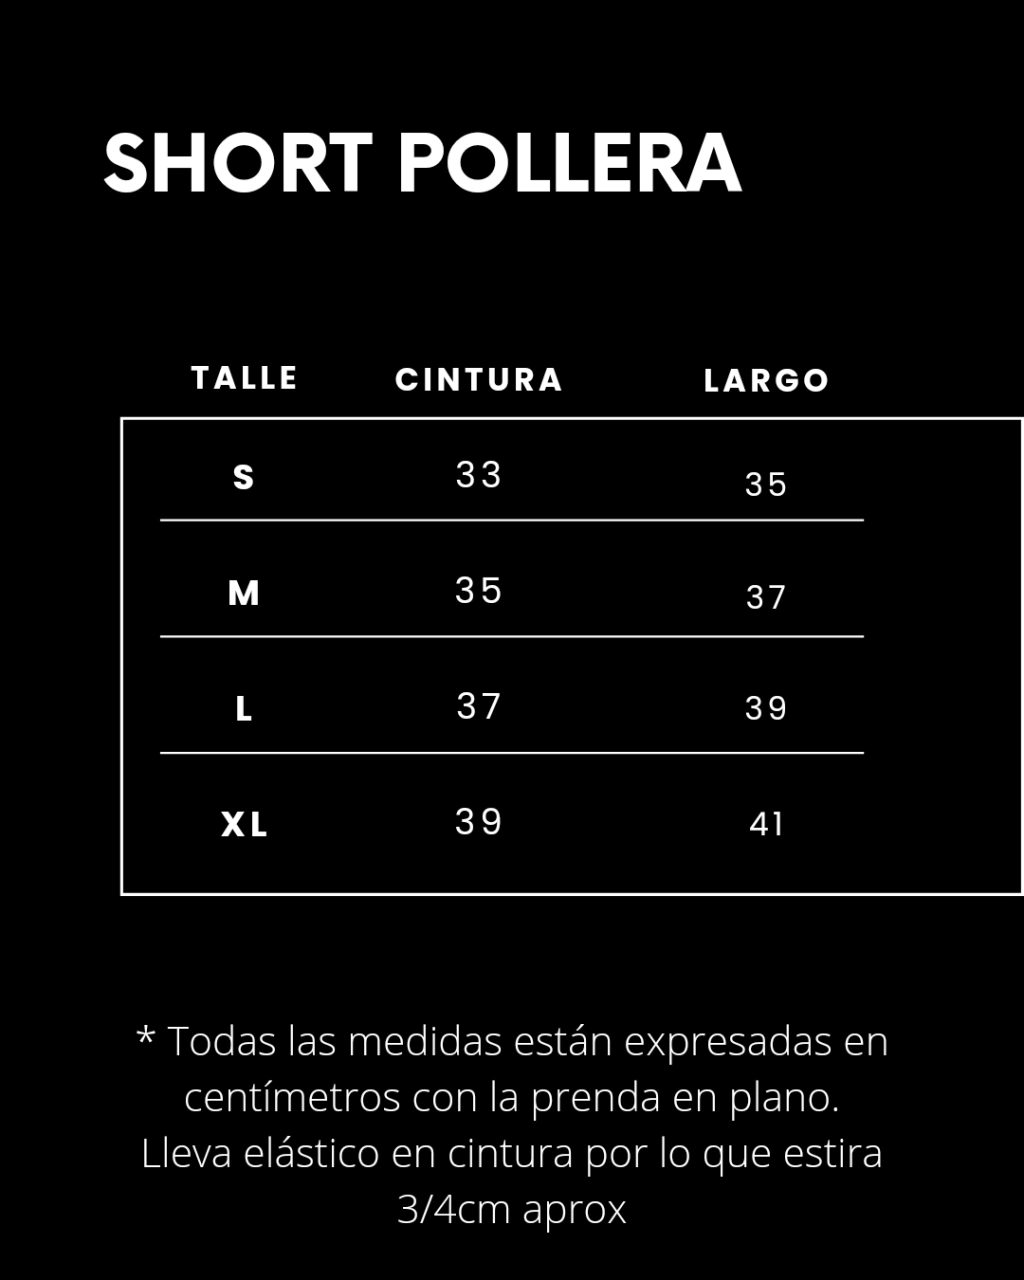 SHORT POLLERA
TALLE CINTURA LARGO
S 33 35
M 35 37
L 37 39
XL 39 41
* Todas las medidas están expresadas en
centímetros con la prenda en plano.
Lleva elástico en cintura por lo que estira
3/4cm aprox